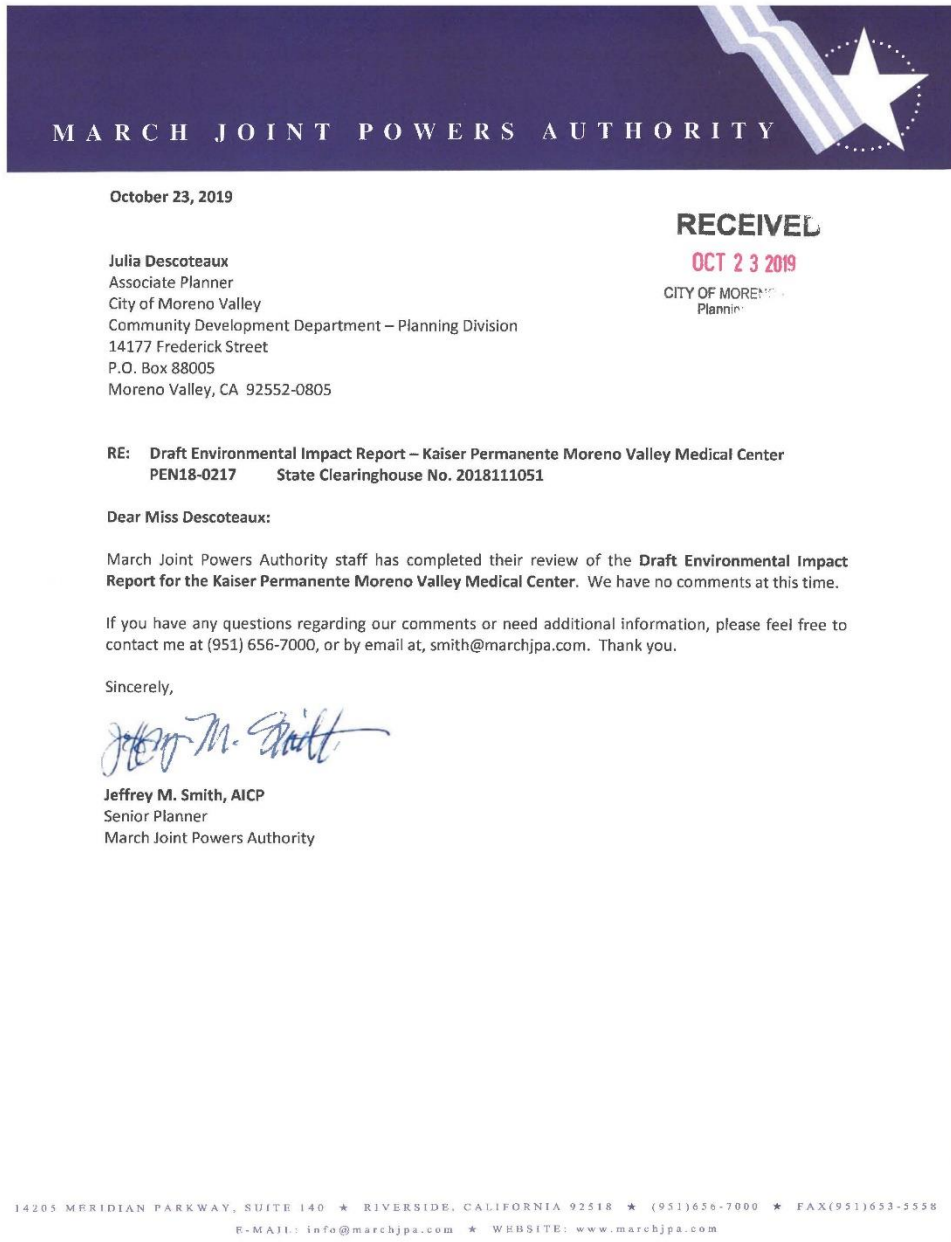 MARCH JOINT POWERS AUTHORITY
October 23, 2019
RECEIVED
OCT 23 2019
CITY OF
Julia Descoteaux
Associate Planner
City of Moreno Valley
Community Development Department – Planning Division
14177 Frederick Street
P.O. Box 88005
Moreno Valley, CA 92552-0805
RE: Draft Environmental Impact Report – Kaiser Permanente Moreno Valley Medical Center
PEN18-0217 State Clearinghouse No. 2018111051
Dear Miss Descoteaux:
March Joint Powers Authority staff has completed their review of the Draft Environmental Impact
Report for the Kaiser Permanente Moreno Valley Medical Center. We have no comments at this time.
If you have any questions regarding our comments or need additional information, please feel free to
contact me at (951) 656-7000, or by email at, smith@marchjpa.com. Thank you.
Sincerely,
Jeffrey M. Smith
Jeffrey M. Smith, AICP
Senior Planner
March Joint Powers Authority
14205 MERIDIAN PARKWAY, SUITE 140 ★ RIVERSIDE, CALIFORNIA 92518 ★ (951)656-7000 ★ FAX(951)653-5558
E-MAIL: info@marchjpa.com ★ WEBSITE: www.marchjpa.com